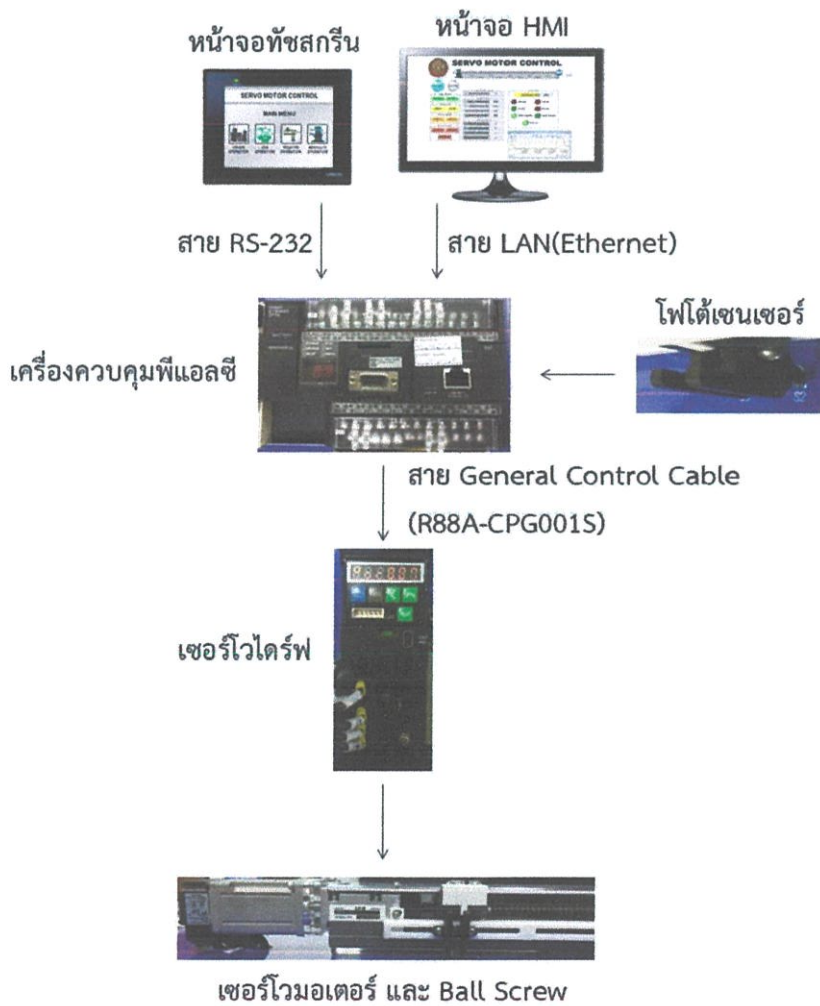 หน้าจอทัชสกรีน
หน้าจอ HMI
SERVO MOTOR CONTROL
MAIN MENU
SERVO MOTOR CONTROL
สาย RS-232
สาย LAN(Ethernet)
โฟโต้เซนเซอร์
เครื่องควบคุมพีแอลซี
สาย General Control Cable
(R88A-CPG001S)
เซอร์โวไดร์ฟ
เซอร์โวมอเตอร์ และ Ball Screw